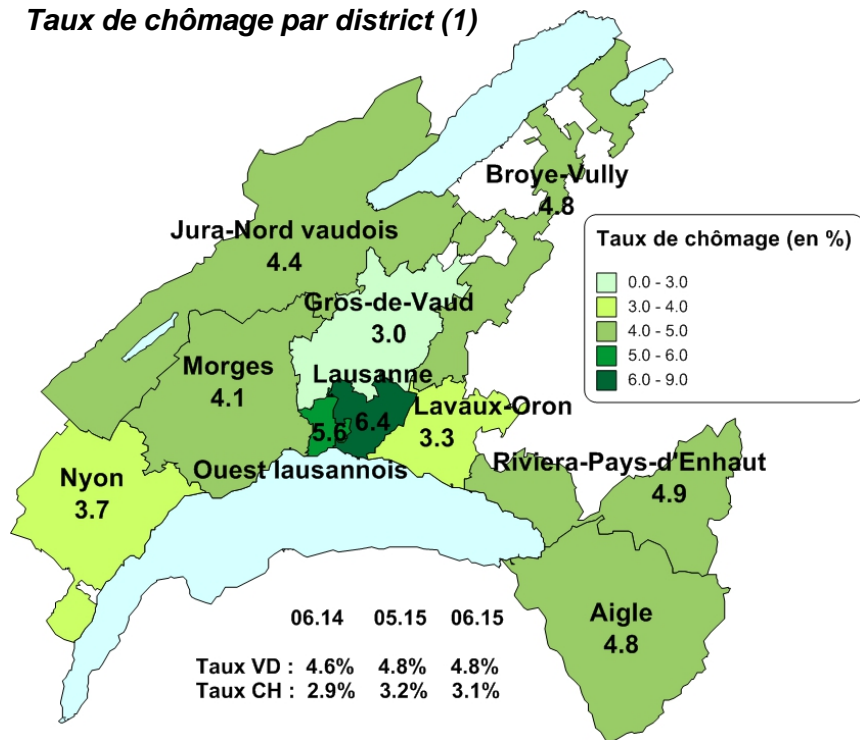 Taux de chômage par district (1)
Broye-Vully
4.8
Jura-Nord vaudois
4.4
Taux de chômage (en %)
0.0 - 3.0
3.0 - 4.0
4.0 - 5.0
5.0 - 6.0
6.0 - 9.0
Gros-de-Vaud
3.0
Morges
4.1
Lausanne
6.4
5.6
Ouest lausannois
Lavaux-Oron
3.3
Riviera-Pays-d'Enhaut
4.9
Nyon
3.7
Aigle
4.8
06.14 05.15 06.15
Taux VD : 4.6% 4.8% 4.8%
Taux CH : 2.9% 3.2% 3.1%